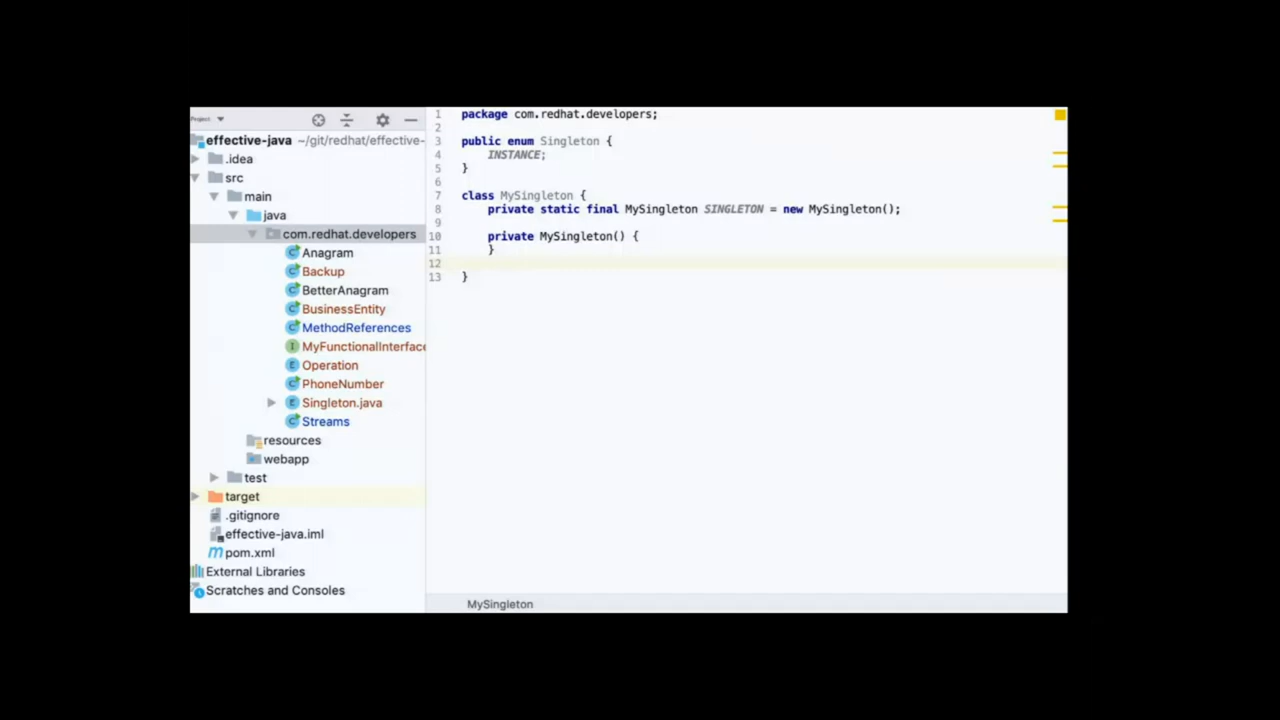 Project
effective-java ~/git/redhat/effective-
.idea
src
main
java
com.redhat.developers
Anagram
Backup
BetterAnagram
BusinessEntity
MethodReferences
MyFunctionalInterface
Operation
PhoneNumber
Singleton.java
Streams
resources
webapp
test
target
.gitignore
effective-java.iml
pom.xml
External Libraries
Scratches and Consoles
1 package com.redhat.developers;
2
3 public enum Singleton {
4 INSTANCE;
5 }
6
7 class MySingleton {
8 private static final MySingleton SINGLETON = new MySingleton();
9
10 private MySingleton() {
11 }
12
13 }
MySingleton